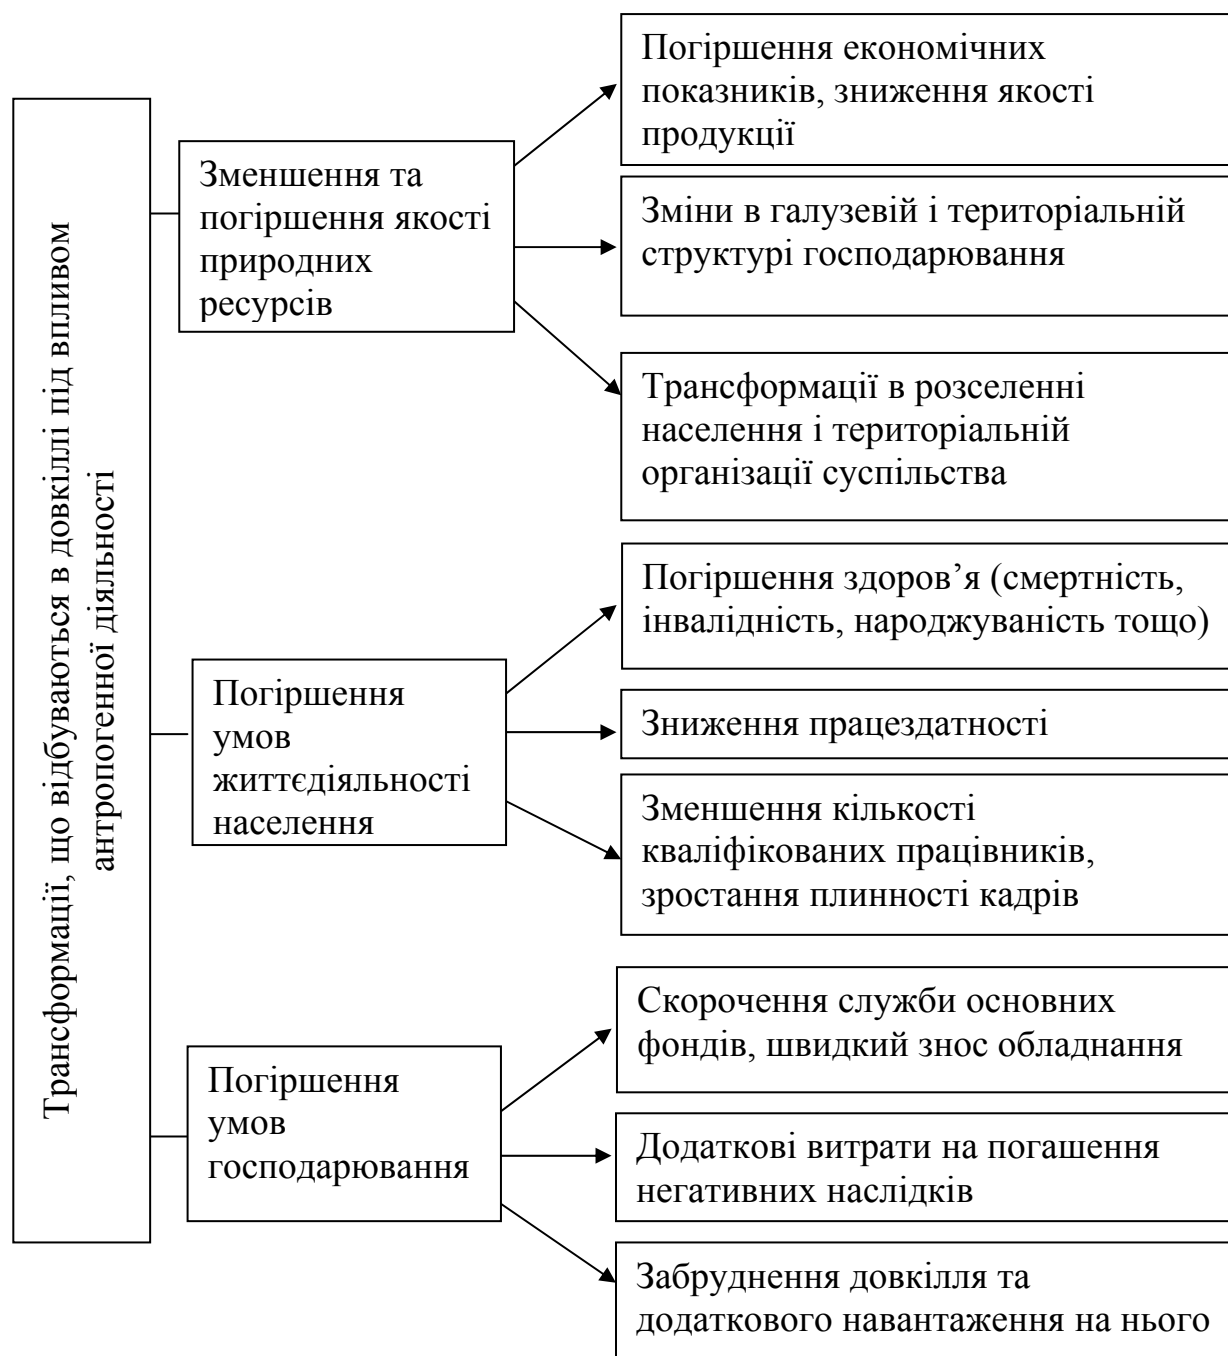 Трансформації, що відбуваються в довкіллі під впливом
антропогенної діяльності
Зменшення та
погіршення якості
природних
ресурсів
Погіршення економічних
показників, зниження якості
продукції
Зміни в галузевій і територіальній
структурі господарювання
Трансформації в розселенні
населення і територіальній
організації суспільства
Погіршення
умов
життєдіяльності
населення
Погіршення здоров’я (смертність,
інвалідність, народжуваність тощо)
Зниження працездатності
Зменшення кількості
кваліфікованих працівників,
зростання плинності кадрів
Погіршення
умов
господарювання
Скорочення служби основних
фондів, швидкий знос обладнання
Додаткові витрати на погашення
негативних наслідків
Забруднення довкілля та
додаткового навантаження на нього